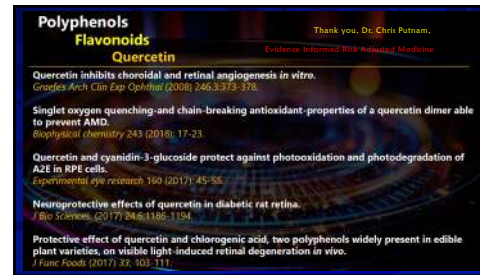 Polyphenols
Thank you, Dr. Chris Putnam,
Flavonoids
Evidence Informed Risk Adjusted Medicine
Quercetin
Quercetin inhibits choroidal and retinal angiogenesis in vitro.
Graefes Arch Clin Exp Ophthal (2008) 246.3:373-378.
Singlet oxygen quenching-and chain-breaking antioxidant-properties of a quercetin dimer able
to prevent AMD.
Biophysical chemistry 243 (2018): 17-23.
Quercetin and cyanidin-3-glucoside protect against photooxidation and photodegradation of
A2E in RPE cells.
Experimental eye research 160 (2017): 45-55.
Neuroprotective effects of quercetin in diabetic rat retina.
J Bio Sciences. (2017) 24.6:1186-1194.
Protective effect of quercetin and chlorogenic acid, two polyphenols widely present in edible
plant varieties, on visible light-induced retinal degeneration in vivo.
J Func Foods (2017) 33, 103-111.